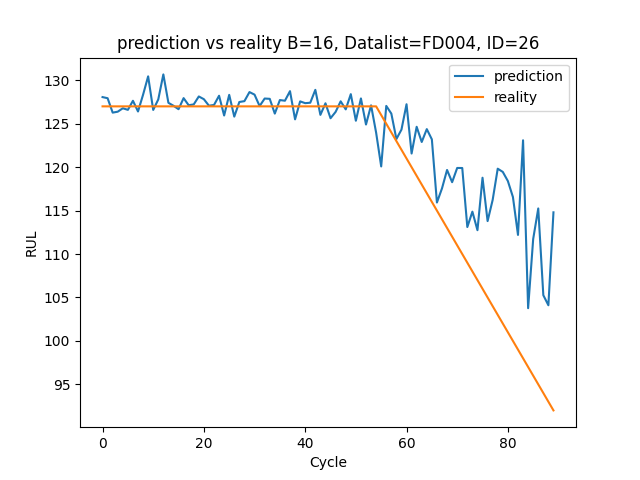 prediction vs reality B=16, Datalist=FD004, ID=26
prediction
reality
RUL
130
125
120
115
110
105
100
95
0 20 40 60 80
Cycle